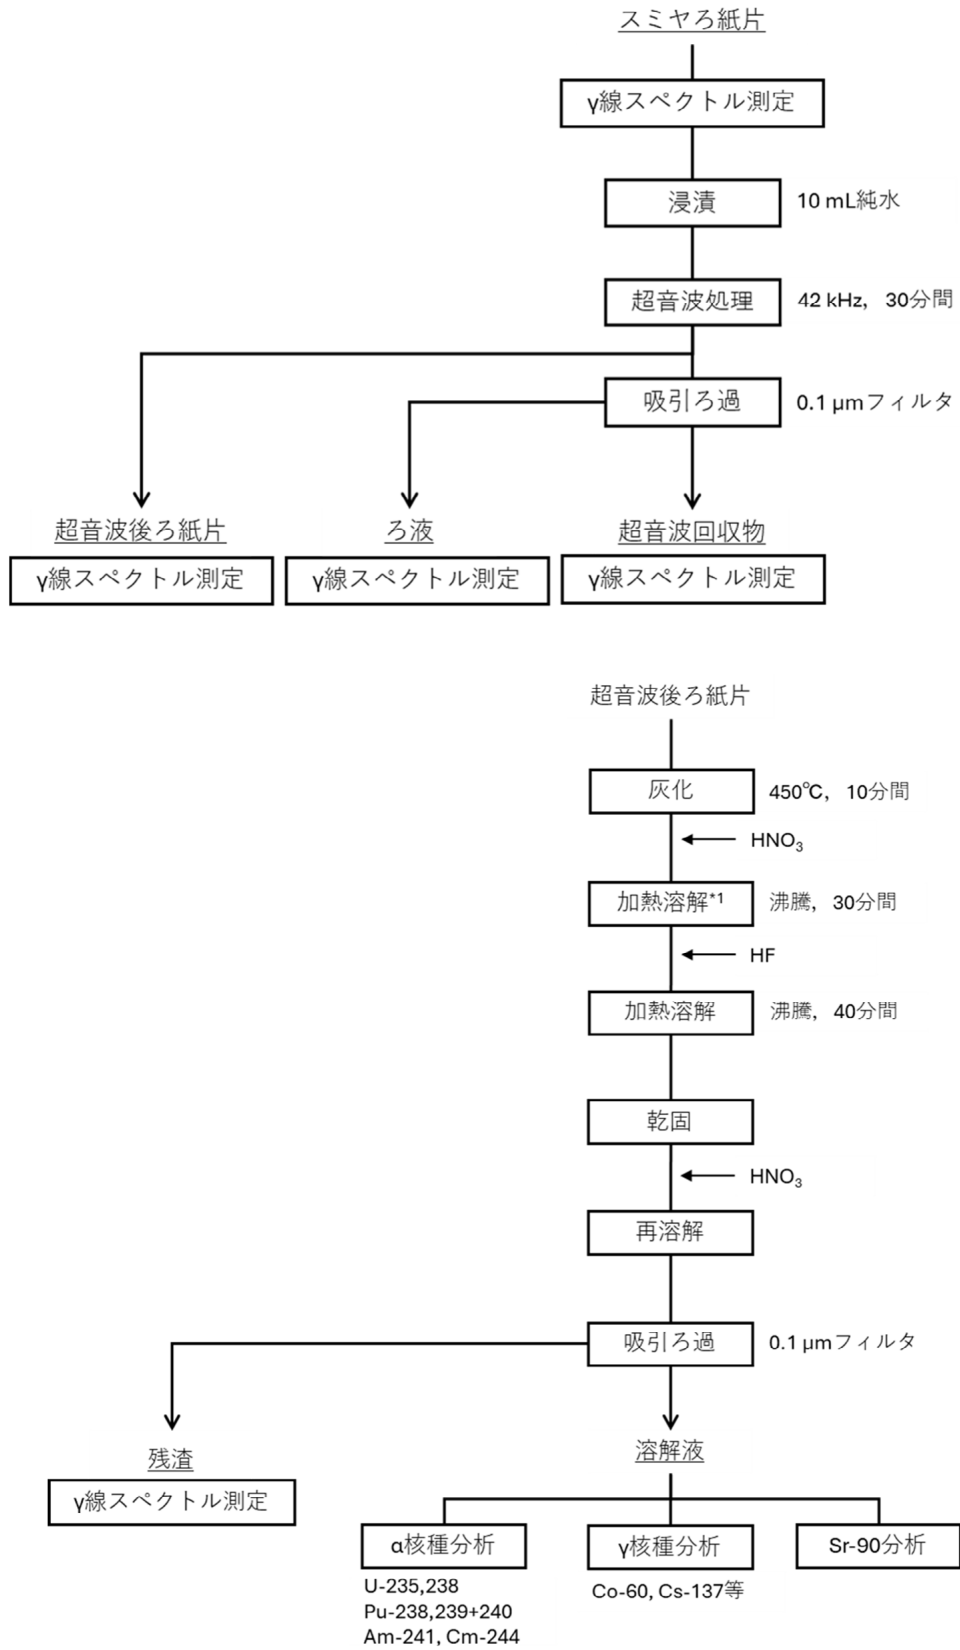 スミヤろ紙片
γ線スペクトル測定
浸漬
10 mL純水
超音波処理
42 kHz，30分間
吸引ろ過
0.1 μmフィルタ
超音波後ろ紙片
ろ液
超音波回収物
γ線スペクトル測定
γ線スペクトル測定
γ線スペクトル測定
超音波後ろ紙片
灰化
450℃，10分間
HNO₃
加熱溶解*1
沸騰，30分間
HF
加熱溶解
沸騰，40分間
乾固
HNO₃
再溶解
吸引ろ過
0.1 μmフィルタ
残渣
γ線スペクトル測定
溶解液
α核種分析
γ核種分析
Sr-90分析
U-235,238
Pu-238,239+240
Am-241, Cm-244
Co-60, Cs-137等